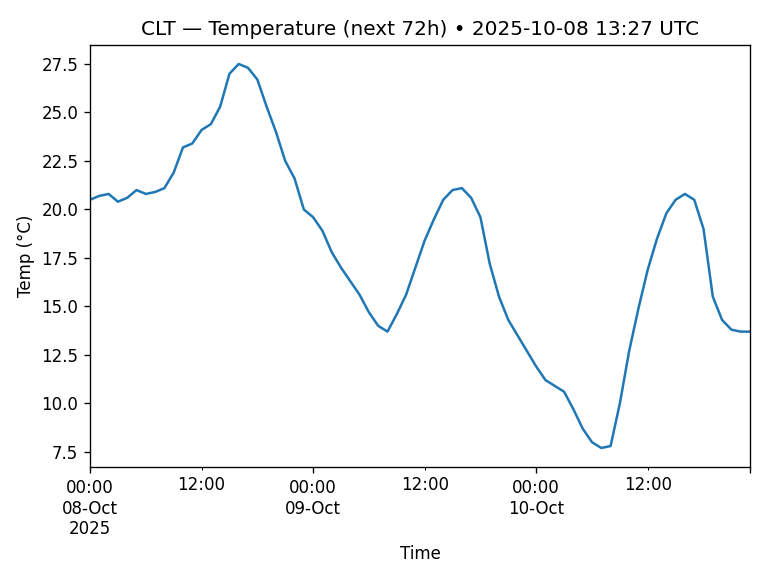 CLT — Temperature (next 72h) • 2025-10-08 13:27 UTC
Temp (°C)
27.5
25.0
22.5
20.0
17.5
15.0
12.5
10.0
7.5
00:00 12:00 00:00 12:00 00:00 12:00
08-Oct 09-Oct 10-Oct
2025
Time